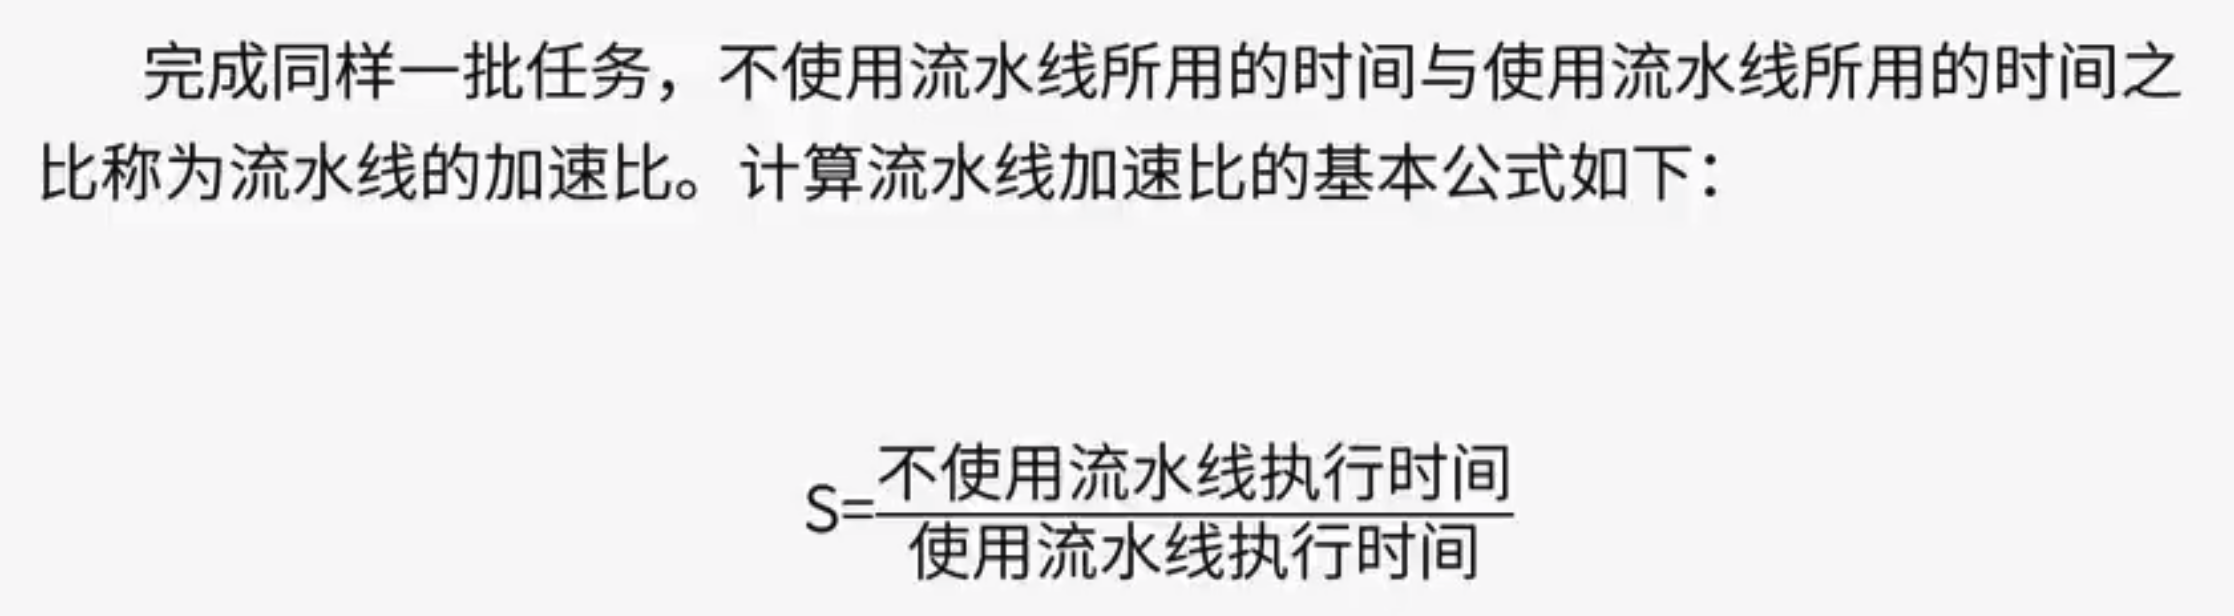 完成同样一批任务，不使用流水线所用的时间与使用流水线所用的时间之
比称为流水线的加速比。计算流水线加速比的基本公式如下：
S=不使用流水线执行时间
使用流水线执行时间